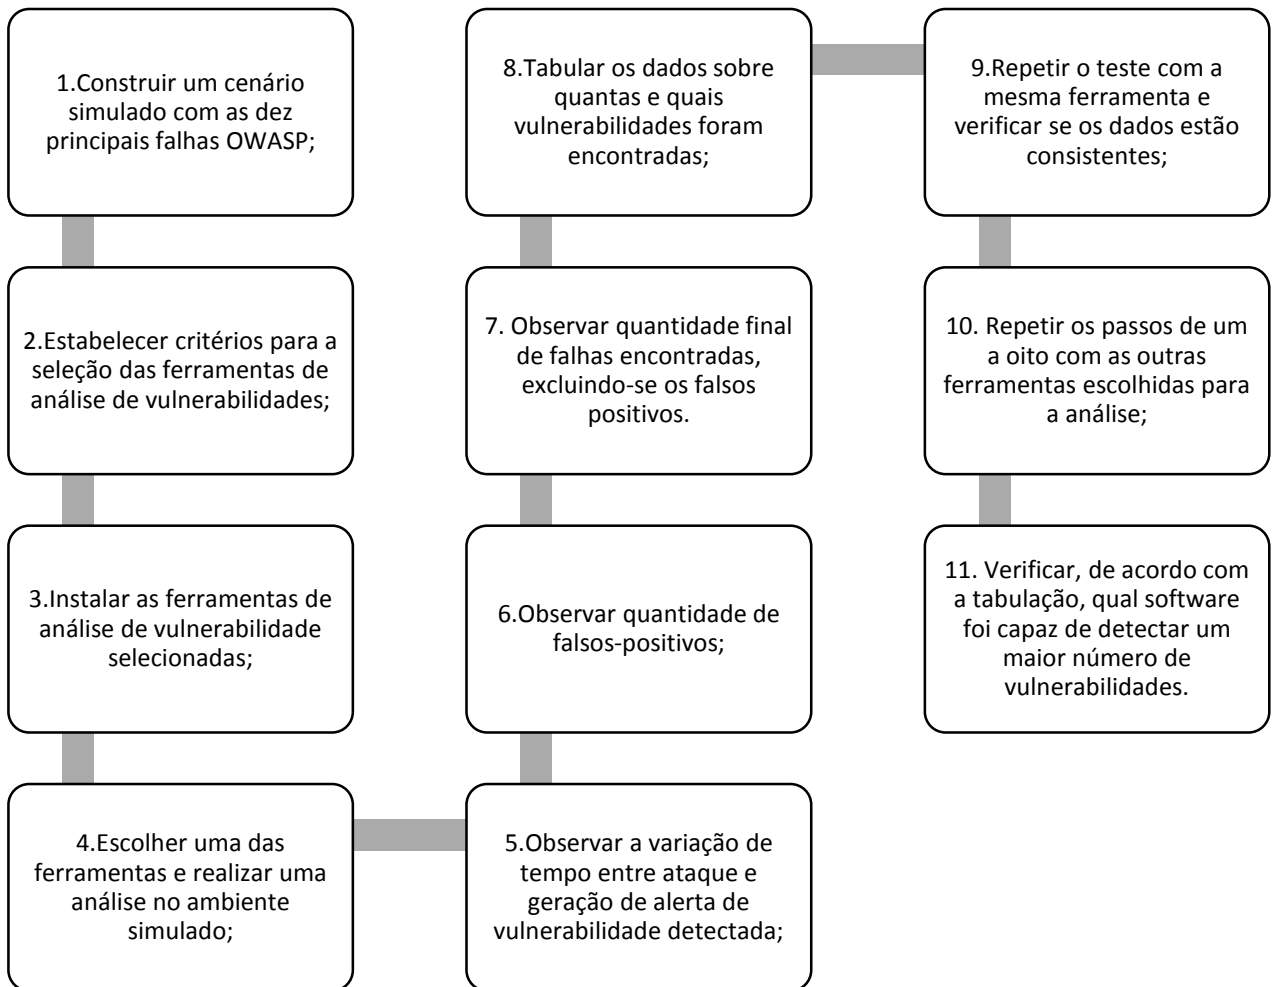 1.Construir um cenário
simulado com as dez
principais falhas OWASP;
2.Estabelecer critérios para a
seleção das ferramentas de
análise de vulnerabilidades;
3.Instalar as ferramentas de
análise de vulnerabilidade
selecionadas;
4.Escolher uma das
ferramentas e realizar uma
análise no ambiente
simulado;
5.Observar a variação de
tempo entre ataque e
geração de alerta de
vulnerabilidade detectada;
6.Observar quantidade de
falsos-positivos;
7. Observar quantidade final
de falhas encontradas,
excluindo-se os falsos
positivos.
8.Tabular os dados sobre
quantas e quais
vulnerabilidades foram
encontradas;
9.Repetir o teste com a
mesma ferramenta e
verificar se os dados estão
consistentes;
10. Repetir os passos de um
a oito com as outras
ferramentas escolhidas para
a análise;
11. Verificar, de acordo com
a tabulação, qual software
foi capaz de detectar um
maior número de
vulnerabilidades.